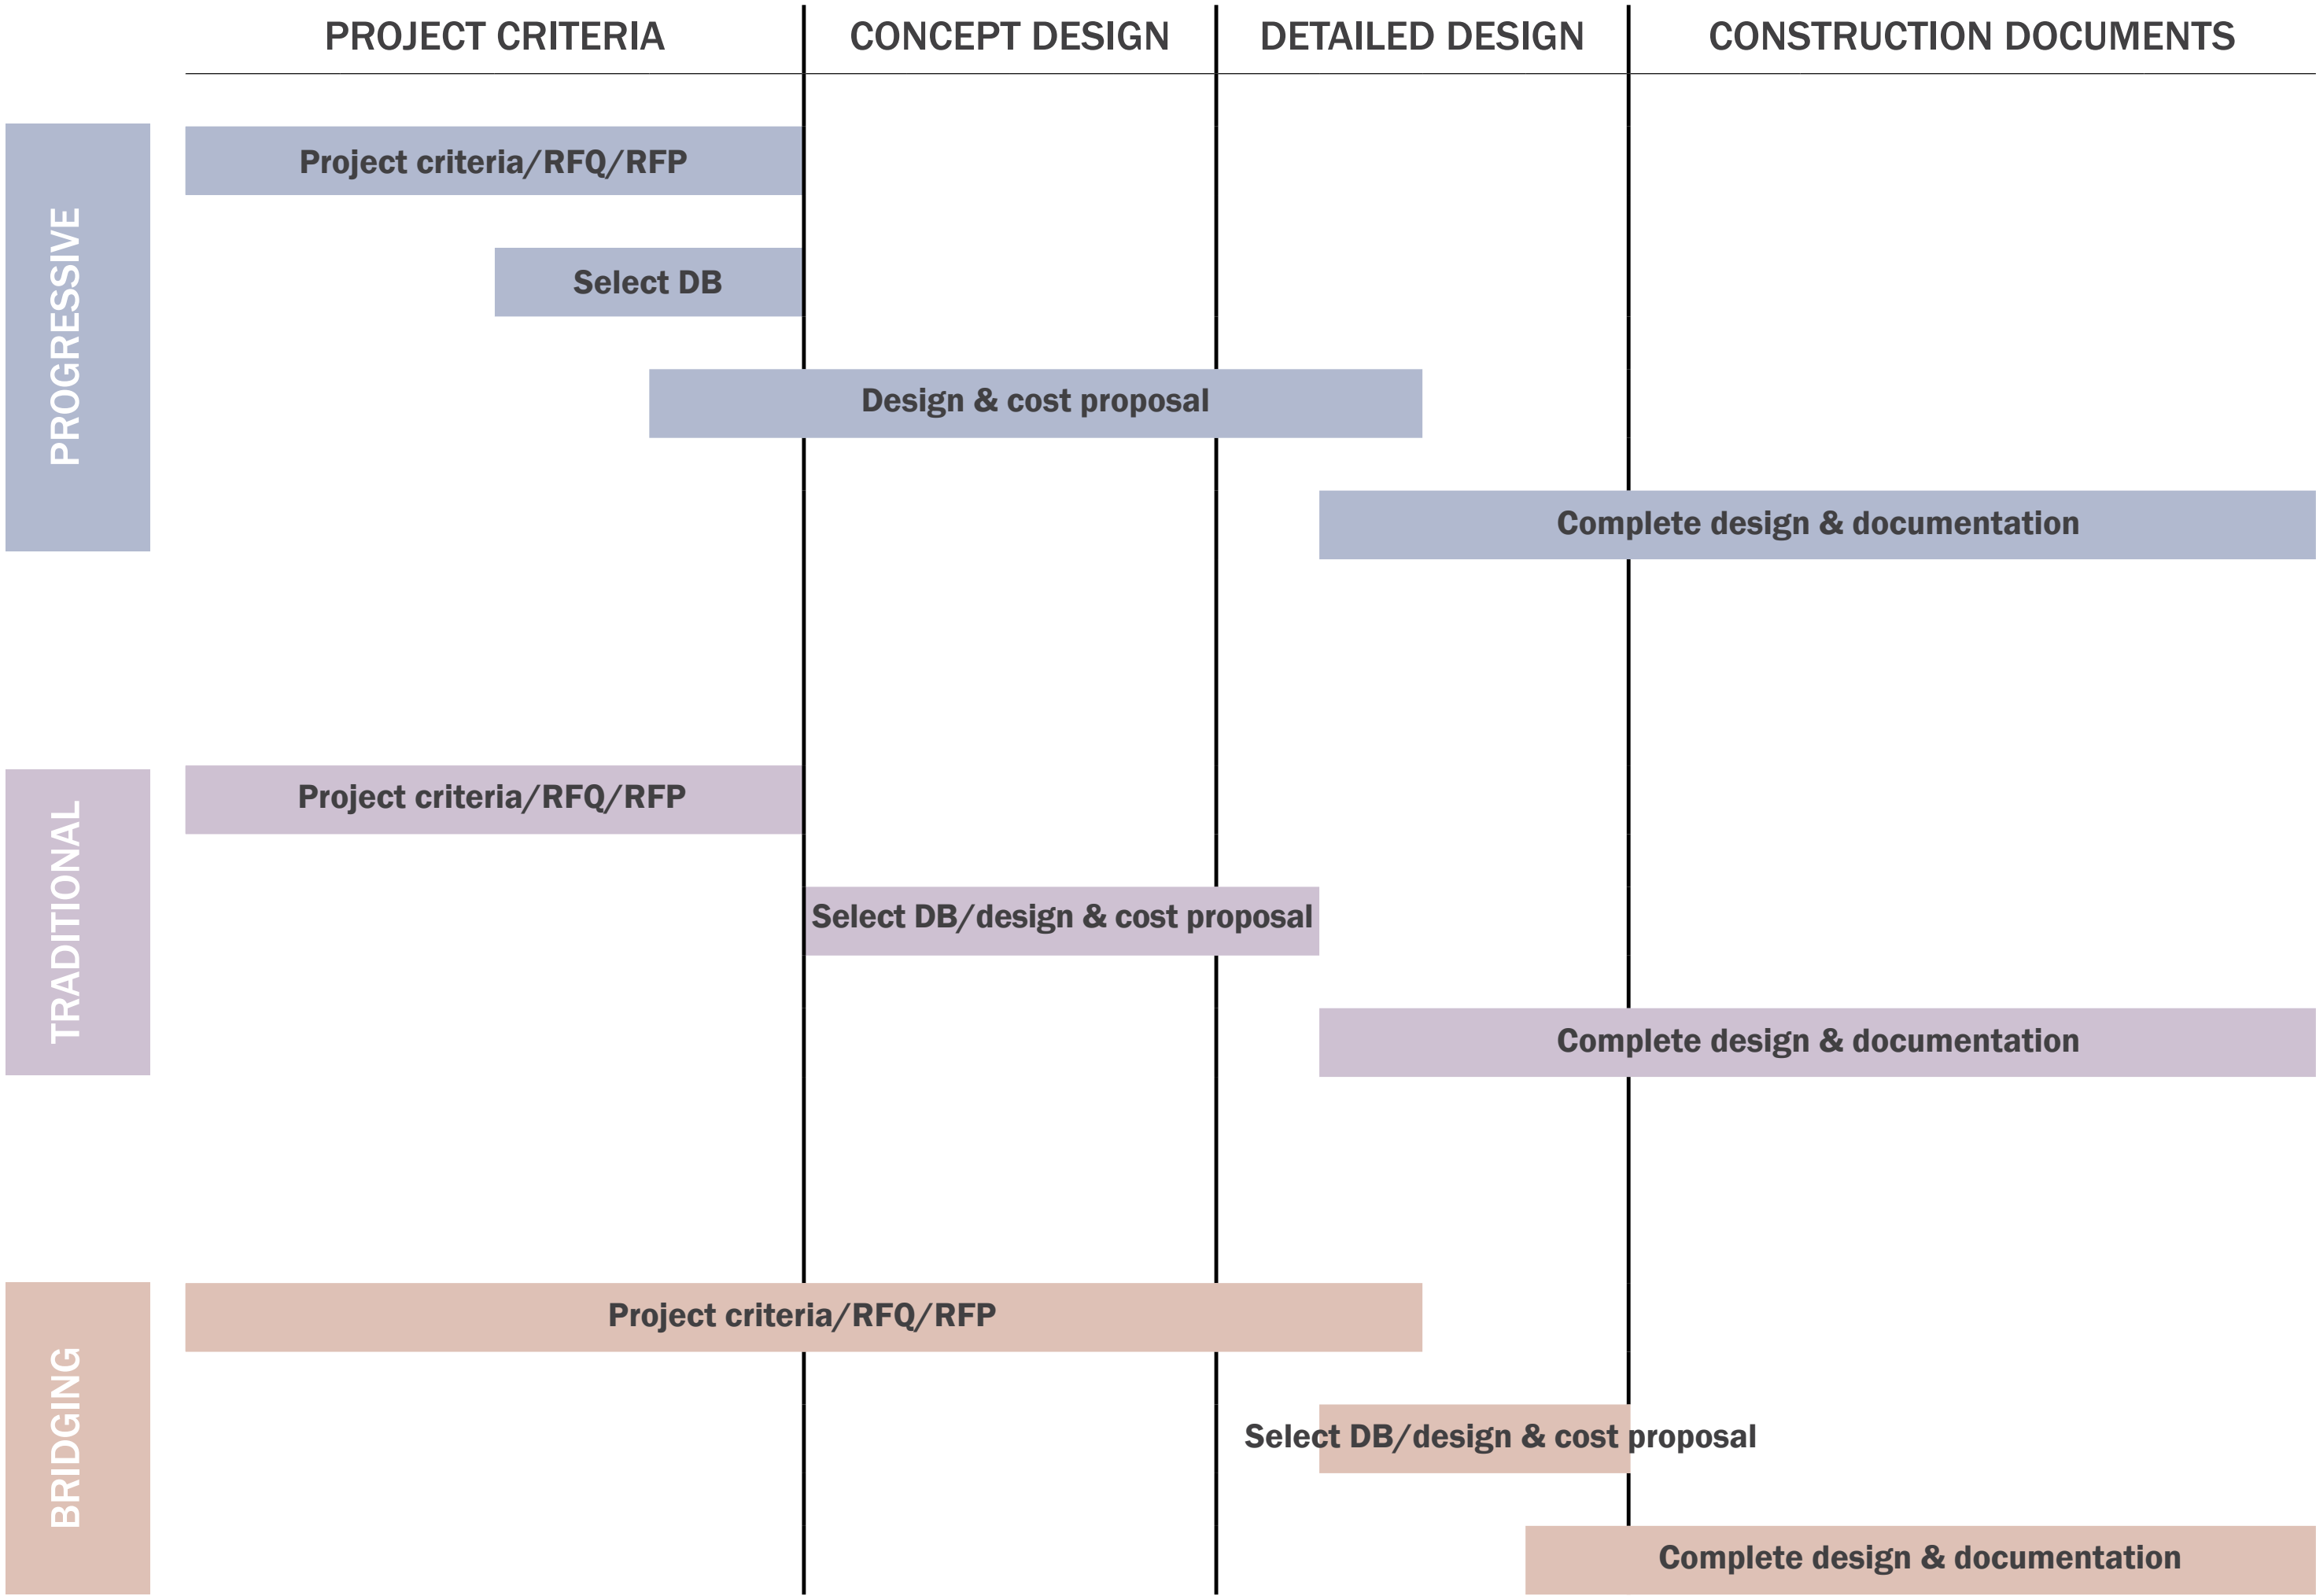 PROJECT CRITERIA
CONCEPT DESIGN
DETAILED DESIGN
CONSTRUCTION DOCUMENTS
PROGRESSIVE
Project criteria/RFQ/RFP
Select DB
Design & cost proposal
Complete design & documentation
TRADITIONAL
Project criteria/RFQ/RFP
Select DB/design & cost proposal
Complete design & documentation
BRIDGING
Project criteria/RFQ/RFP
Select DB/design & cost proposal
Complete design & documentation